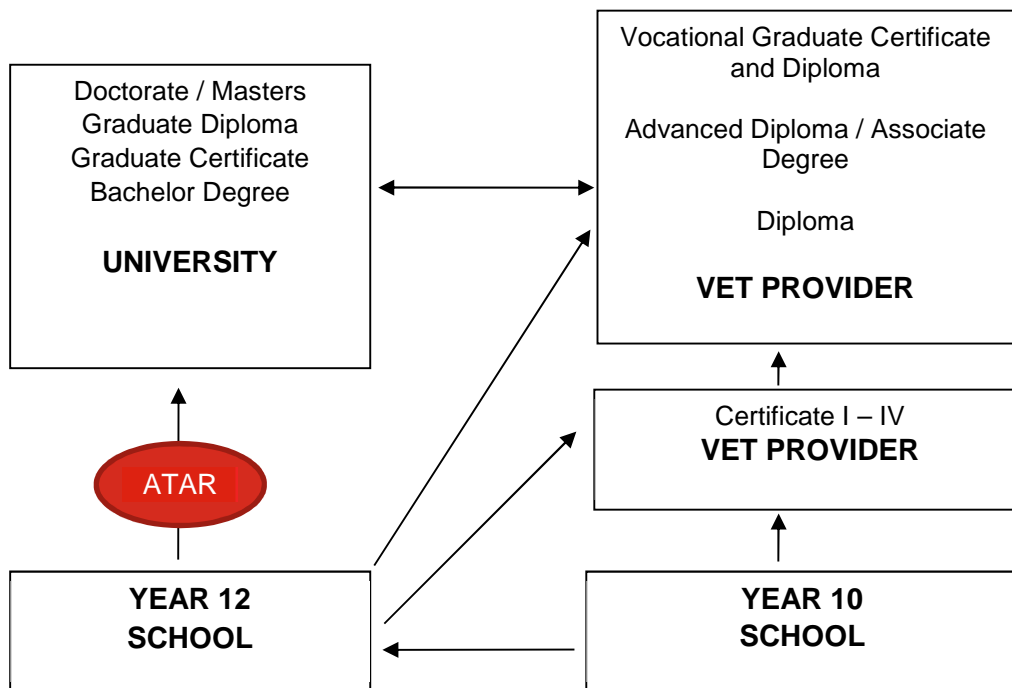 Doctorate / Masters
Graduate Diploma
Graduate Certificate
Bachelor Degree
UNIVERSITY
Vocational Graduate Certificate
and Diploma
Advanced Diploma / Associate
Degree
Diploma
VET PROVIDER
Certificate I – IV
VET PROVIDER
ATAR
YEAR 12
SCHOOL
YEAR 10
SCHOOL